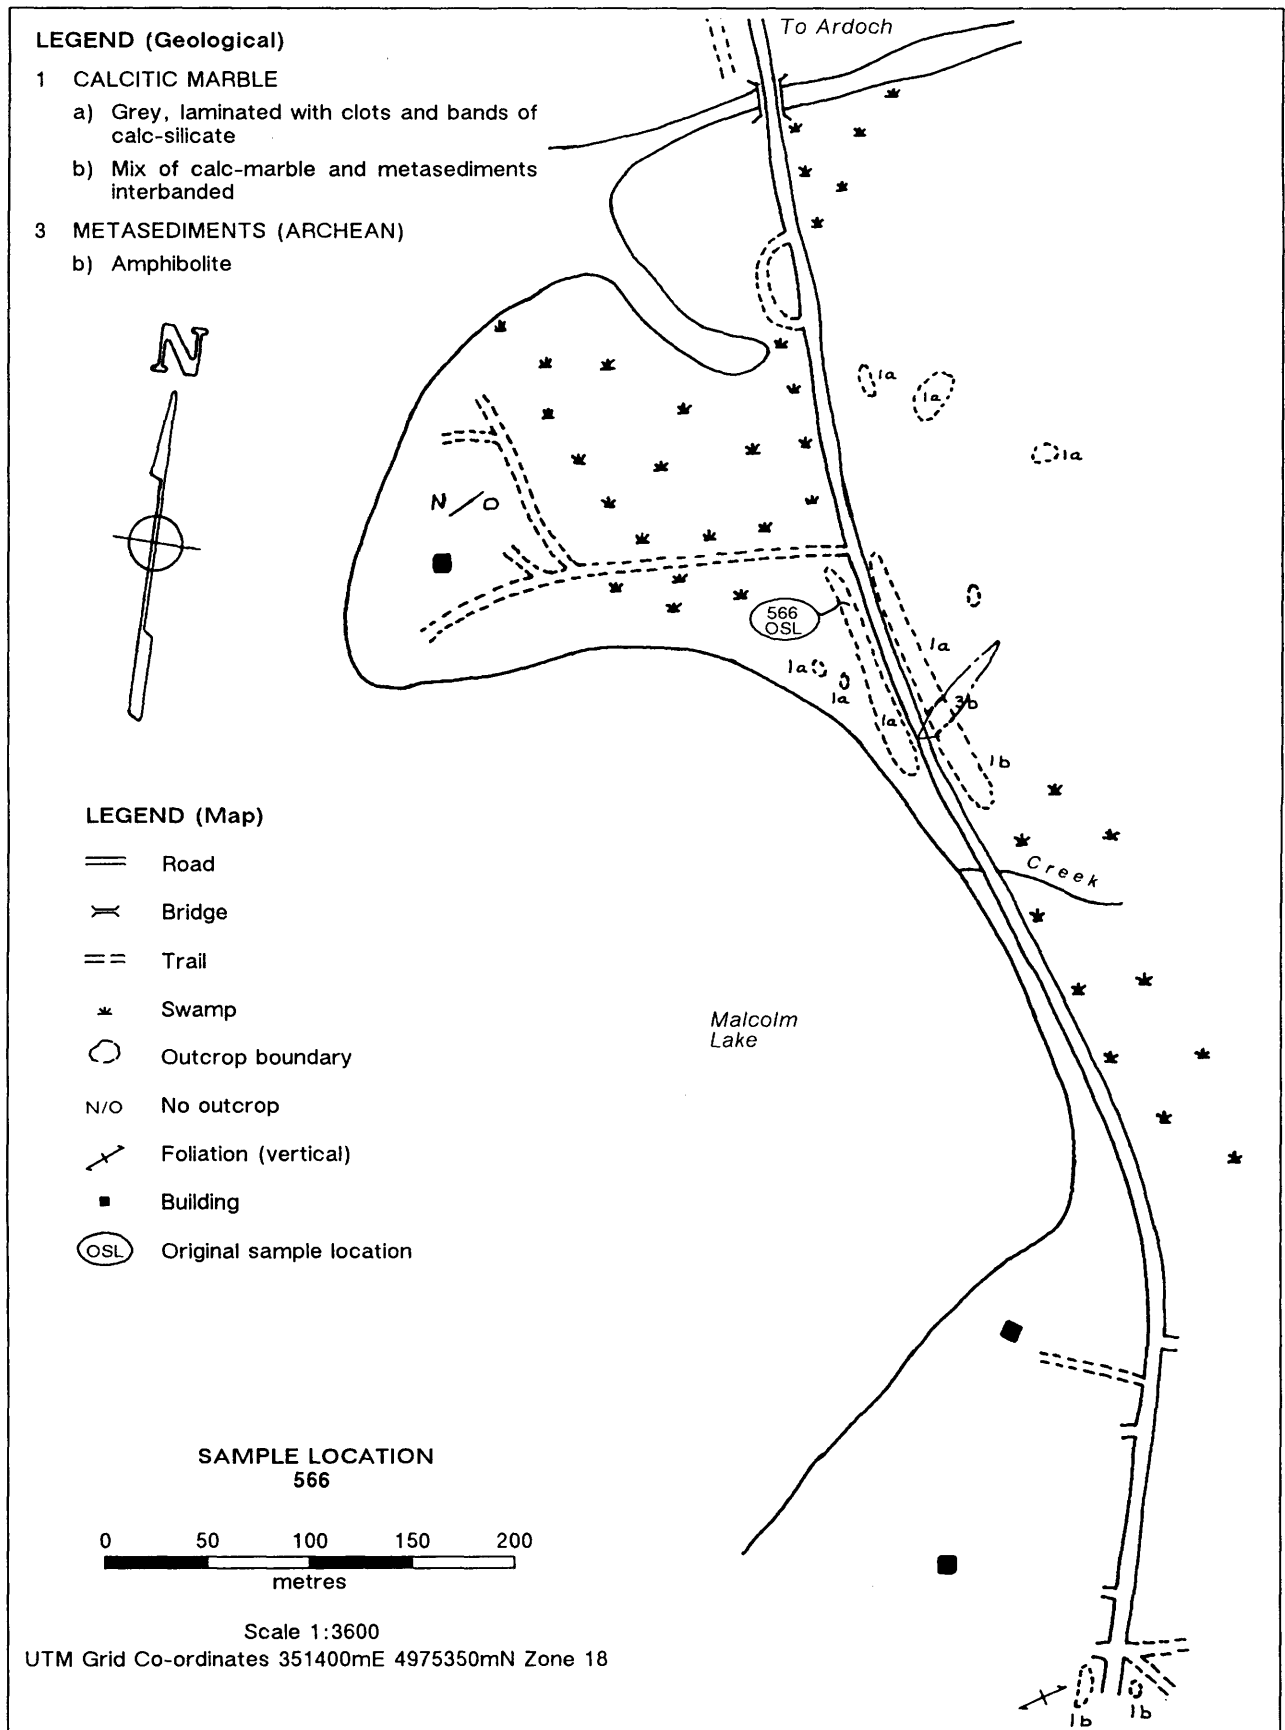 LEGEND (Geological)
1 CALCITIC MARBLE
a) Grey, laminated with clots and bands of
calc-silicate
b) Mix of calc-marble and metasediments
interbanded
3 METASEDIMENTS (ARCHEAN)
b) Amphibolite
N
To Ardoch
1a
1a
1a
N/O
566
OSL
1a
1a
1a
1a
3b
1b
Creek
Malcolm
Lake
LEGEND (Map)
Road
Bridge
Trail
Swamp
Outcrop boundary
N/O No outcrop
Foliation (vertical)
Building
OSL Original sample location
SAMPLE LOCATION
566
0 50 100 150 200
metres
Scale 1:3600
UTM Grid Co-ordinates 351400mE 4975350mN Zone 18
1b
1b